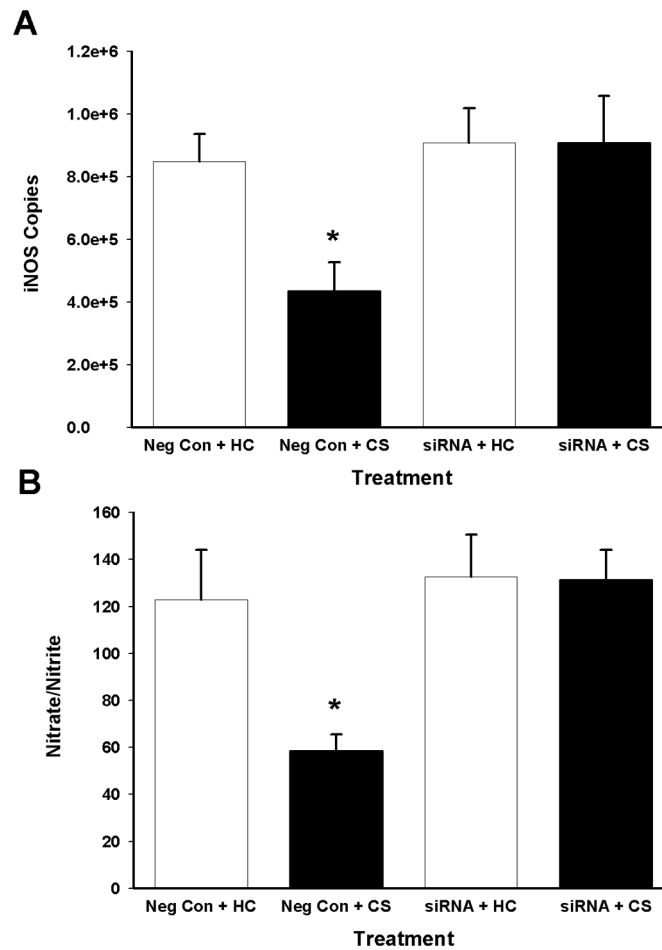 A
1.2e+6
1.0e+6
8.0e+5
6.0e+5
4.0e+5
2.0e+5
0.0
iNOS Copies
*
Neg Con + HC Neg Con + CS siRNA + HC siRNA + CS
Treatment
B
160
140
120
100
80
60
40
20
0
Nitrate/Nitrite
*
Neg Con + HC Neg Con + CS siRNA + HC siRNA + CS
Treatment